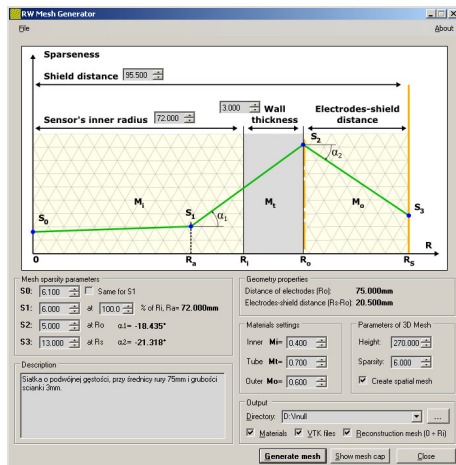 RW Mesh Generator
File About
Sparseness
Shield distance 95.500
Sensor's inner radius 72.000 3.000 Wall thickness Electrodes-shield distance
S2
α2
S0 Mi S1 α1 Mt Mo S3
R
0 Ra Ri Ro RS
Mesh sparsity parameters
S0: 6.100 Same for S1
S1: 6.000 at 100.0 % of Ri, Ra= 72.000mm
S2: 5.000 at Ro α1= -18.435°
S3: 13.000 at Rs α2= -21.318°
Description
Siatka o podwójnej gęstości, przy średnicy rury 75mm i grubości
scianki 3mm.
Geometry properties
Distance of electrodes (Ro): 75.000mm
Electrodes-shield distance (Rs-Ro): 20.500mm
Materials settings
Inner Mi= 0.400
Tube Mt= 0.700
Outer Mo= 0.600
Parameters of 3D Mesh
Height: 270.000
Sparsity: 6.000
Create spatial mesh
Output
Directory: D:\!null ...
Materials VTK files Reconstruction mesh (0 ÷ Ri)
Generate mesh Show mesh cap Close